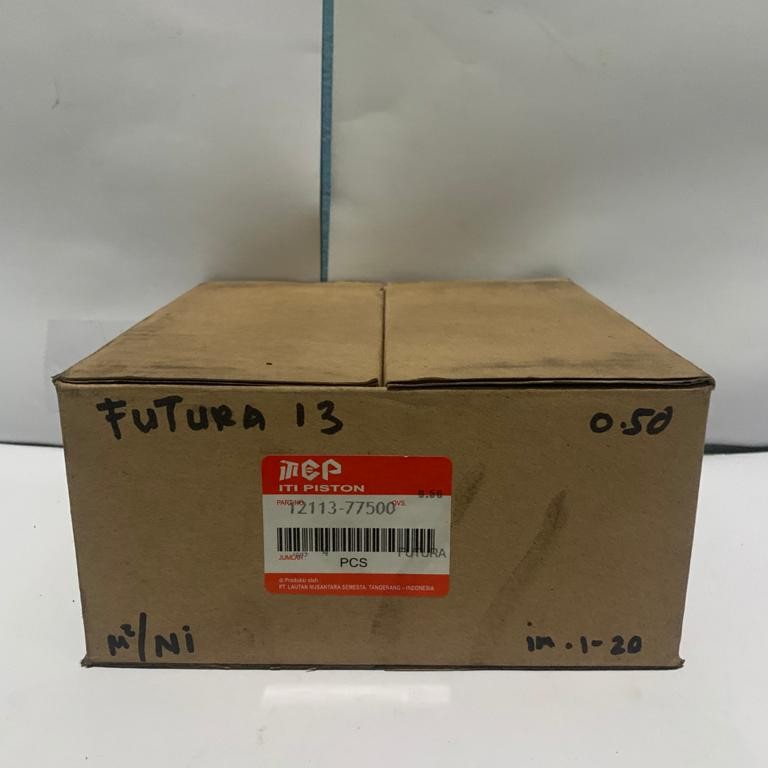 FUTURA 13
0.50
ITI PISTON
PART NO.
OVS.
0.50
12113-77500
FUTURA
JUMLAH
4
PCS
di Produksi oleh
PT. LAUTAN NUSANTARA SEMESTA, TANGERANG - INDONESIA
M²/Ni
im.1-20